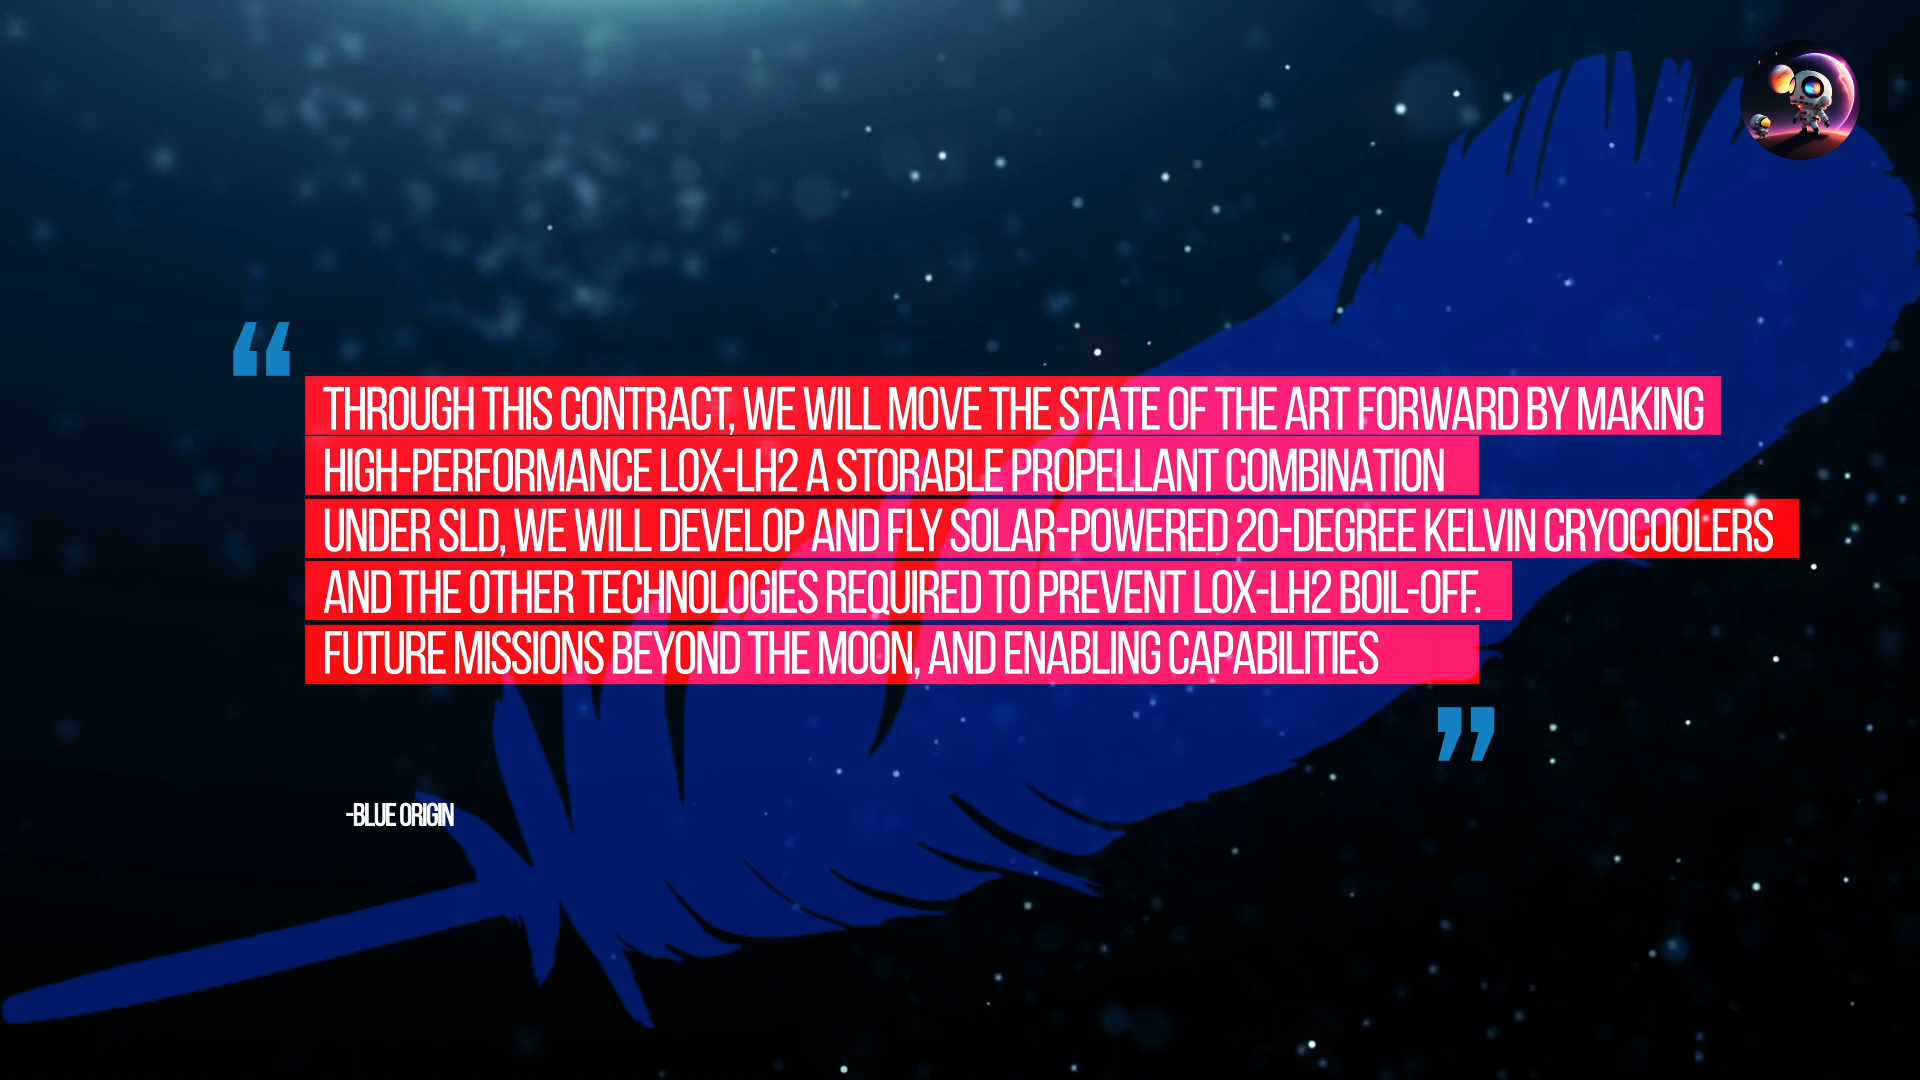 “
THROUGH THIS CONTRACT, WE WILL MOVE THE STATE OF THE ART FORWARD BY MAKING
HIGH-PERFORMANCE LOX-LH2 A STORABLE PROPELLANT COMBINATION
UNDER SLD, WE WILL DEVELOP AND FLY SOLAR-POWERED 20-DEGREE KELVIN CRYOCOOLERS
AND THE OTHER TECHNOLOGIES REQUIRED TO PREVENT LOX-LH2 BOIL-OFF.
FUTURE MISSIONS BEYOND THE MOON, AND ENABLING CAPABILITIES
”
-BLUE ORIGIN